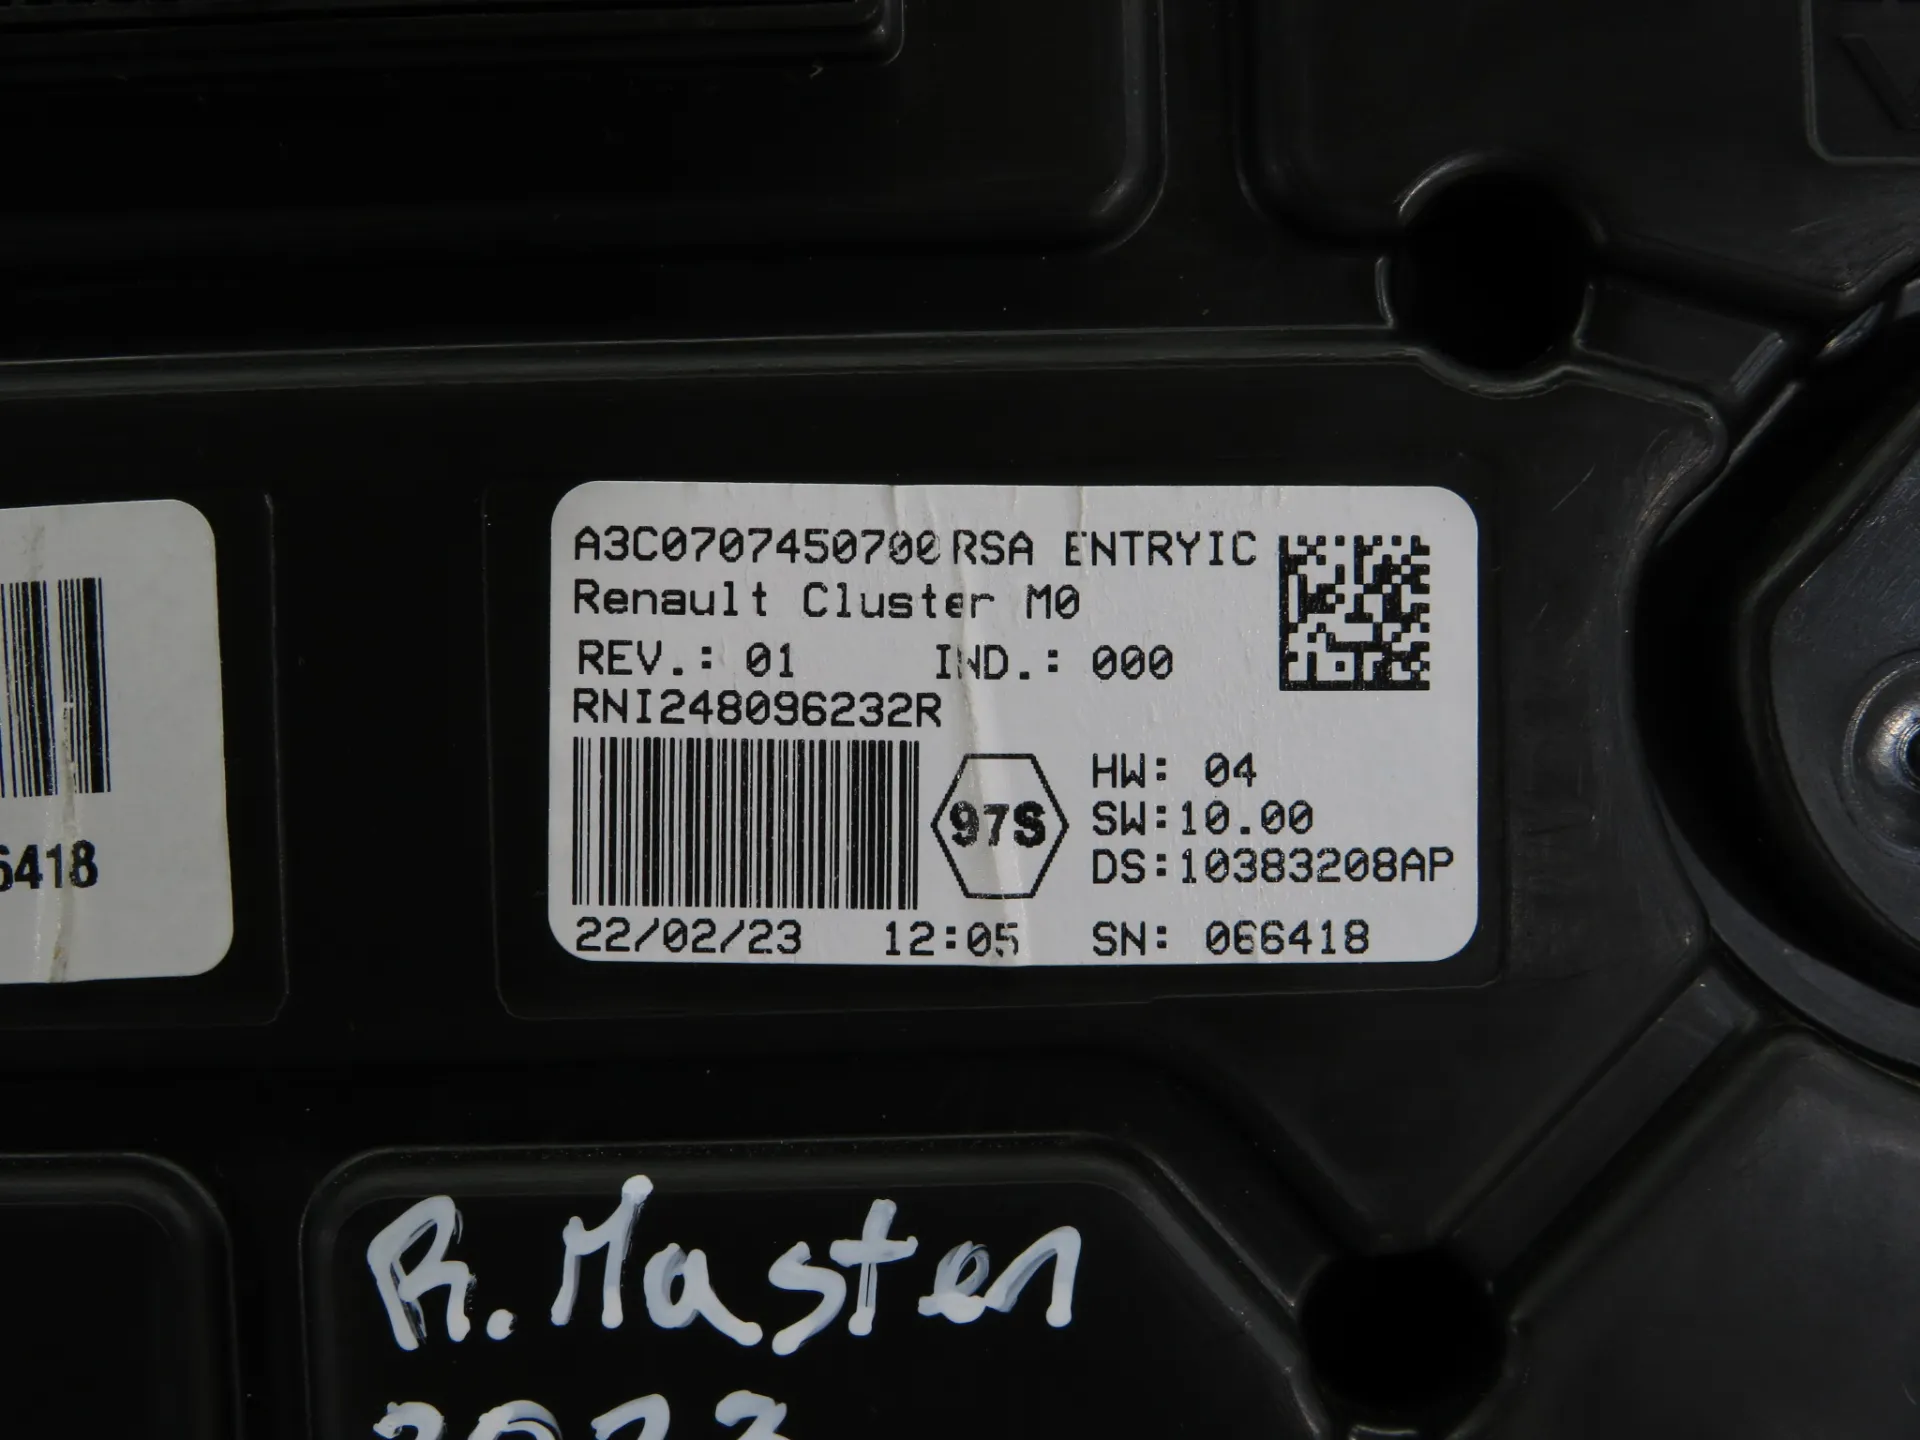 A3C0707450700 RSA ENTRYIC
Renault Cluster M0
REV.: 01 IND.: 000
RNI248096232R
97S
HW: 04
SW:10.00
DS:10383208AP
22/02/23 12:05 SN: 066418
6418
R. Master
2023